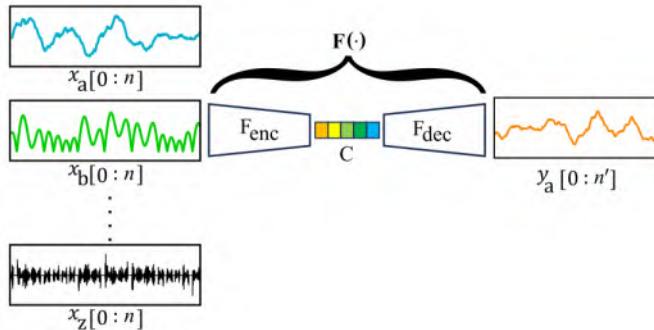 F(·)
x_a[0 : n]
F_enc
C
F_dec
x_b[0 : n]
y_a[0 : n′]
x_z[0 : n]